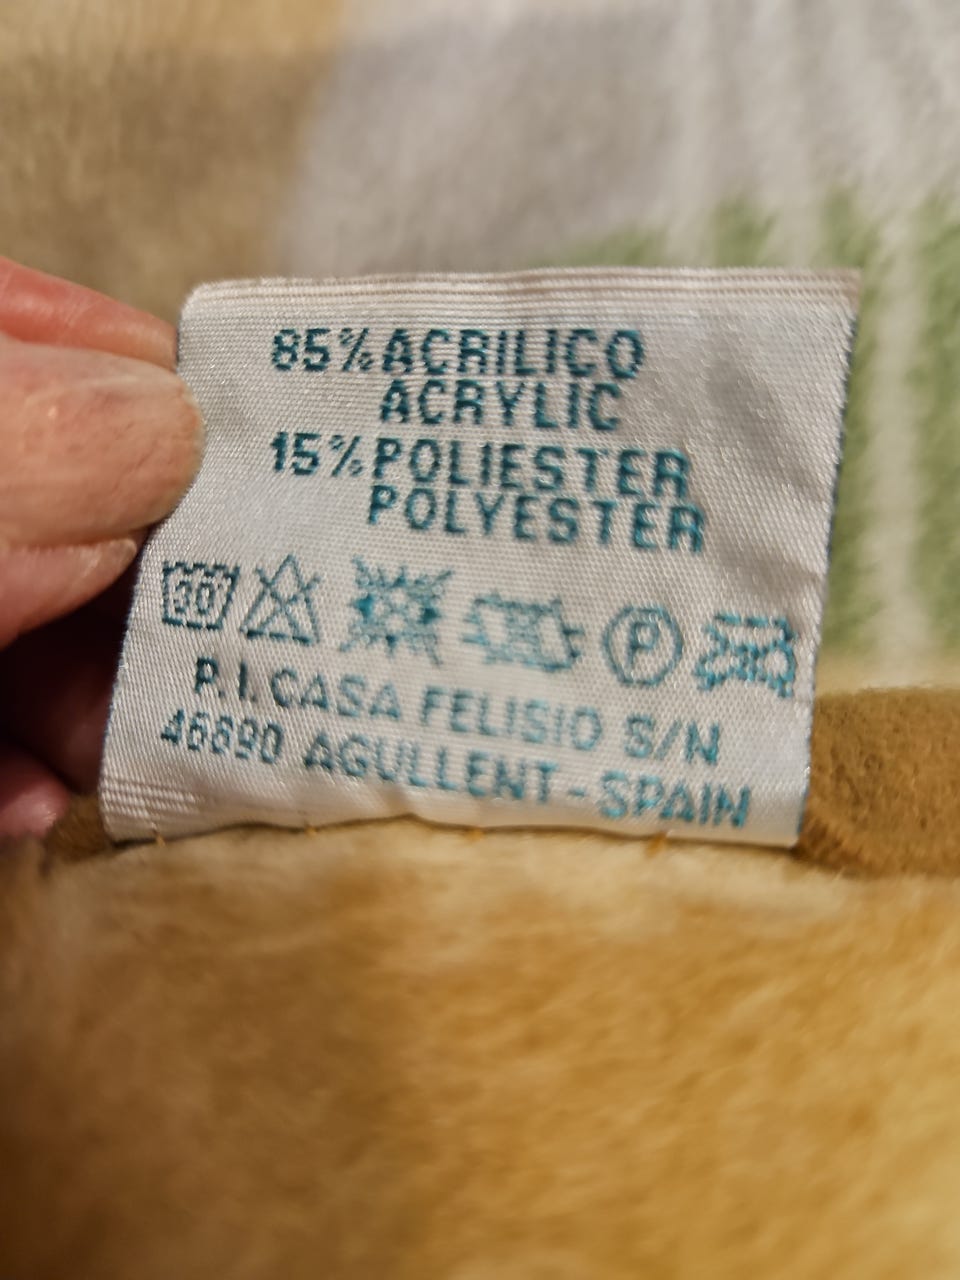 85% ACRILICO
ACRYLIC
15% POLIESTER
POLYESTER
30 P
P.I. CASA FELISIO S/N
46890 AGULLENT - SPAIN